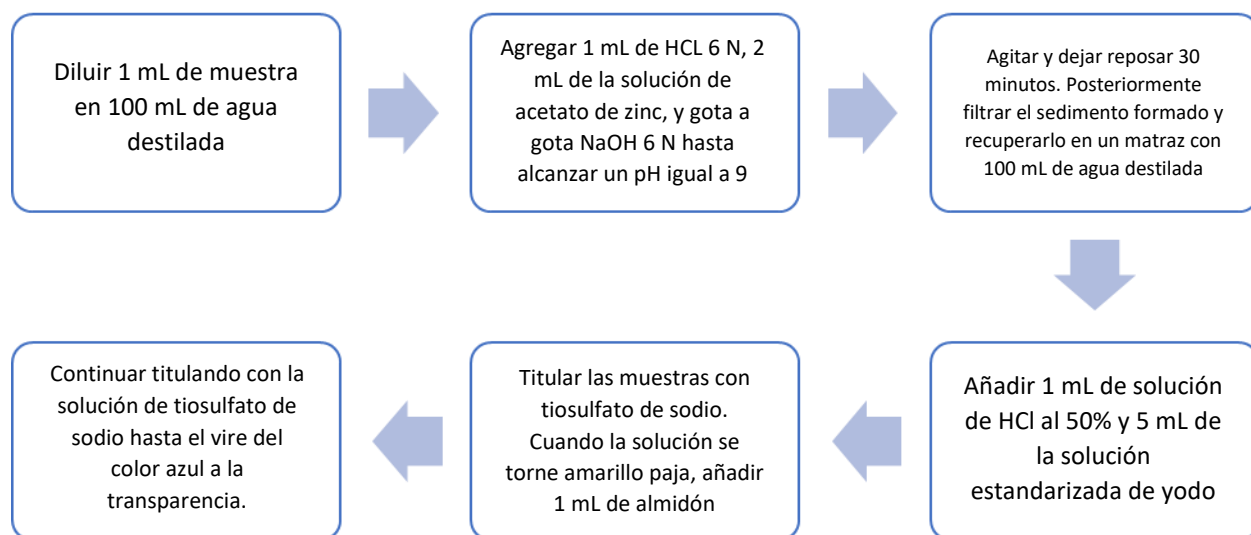 Diluir 1 mL de muestra
en 100 mL de agua
destilada
Agregar 1 mL de HCL 6 N, 2
mL de la solución de
acetato de zinc, y gota a
gota NaOH 6 N hasta
alcanzar un pH igual a 9
Agitar y dejar reposar 30
minutos. Posteriormente
filtrar el sedimento formado y
recuperarlo en un matraz con
100 mL de agua destilada
Añadir 1 mL de solución
de HCl al 50% y 5 mL de
la solución
estandarizada de yodo
Titular las muestras con
tiosulfato de sodio.
Cuando la solución se
torne amarillo paja, añadir
1 mL de almidón
Continuar titulando con la
solución de tiosulfato de
sodio hasta el vire del
color azul a la
transparencia.